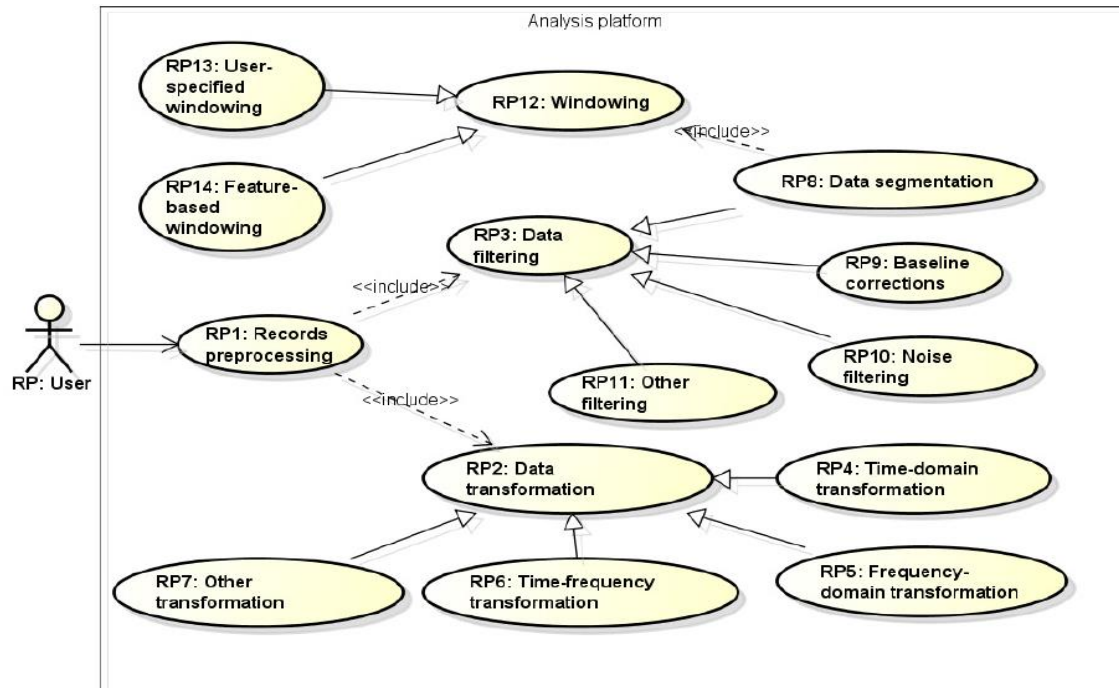 Analysis platform
RP13: User-
specified
windowing
RP12: Windowing
<<include>>
RP14: Feature-
based
windowing
RP8: Data segmentation
RP3: Data
filtering
RP9: Baseline
corrections
<<include>>
RP1: Records
preprocessing
RP: User
RP10: Noise
filtering
RP11: Other
filtering
<<include>>
RP2: Data
transformation
RP4: Time-domain
transformation
RP7: Other
transformation
RP6: Time-frequency
transformation
RP5: Frequency-
domain transformation